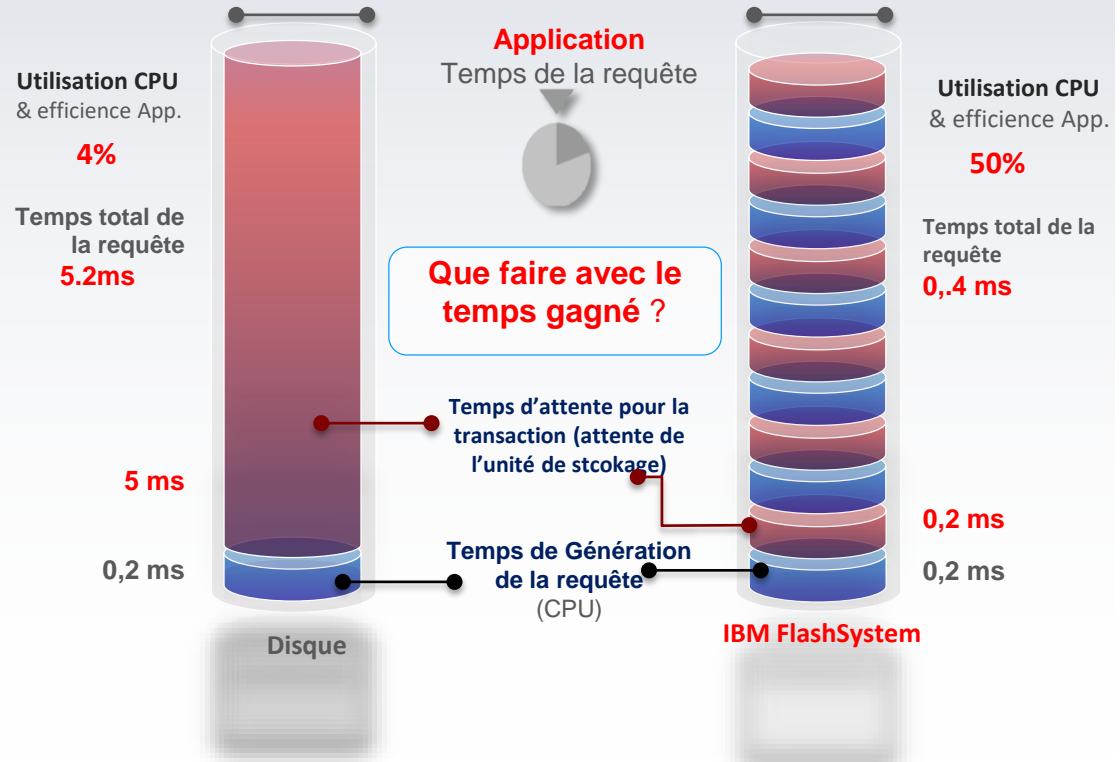 Application
Temps de la requête
Utilisation CPU
& efficience App.
4%
Temps total de
la requête
5.2ms
5 ms
0,2 ms
Disque
Que faire avec le
temps gagné ?
Temps d'attente pour la
transaction (attente de
l'unité de stcokage)
Temps de Génération
de la requête
(CPU)
Utilisation CPU
& efficience App.
50%
Temps total de la
requête
0,.4 ms
0,2 ms
0,2 ms
IBM FlashSystem